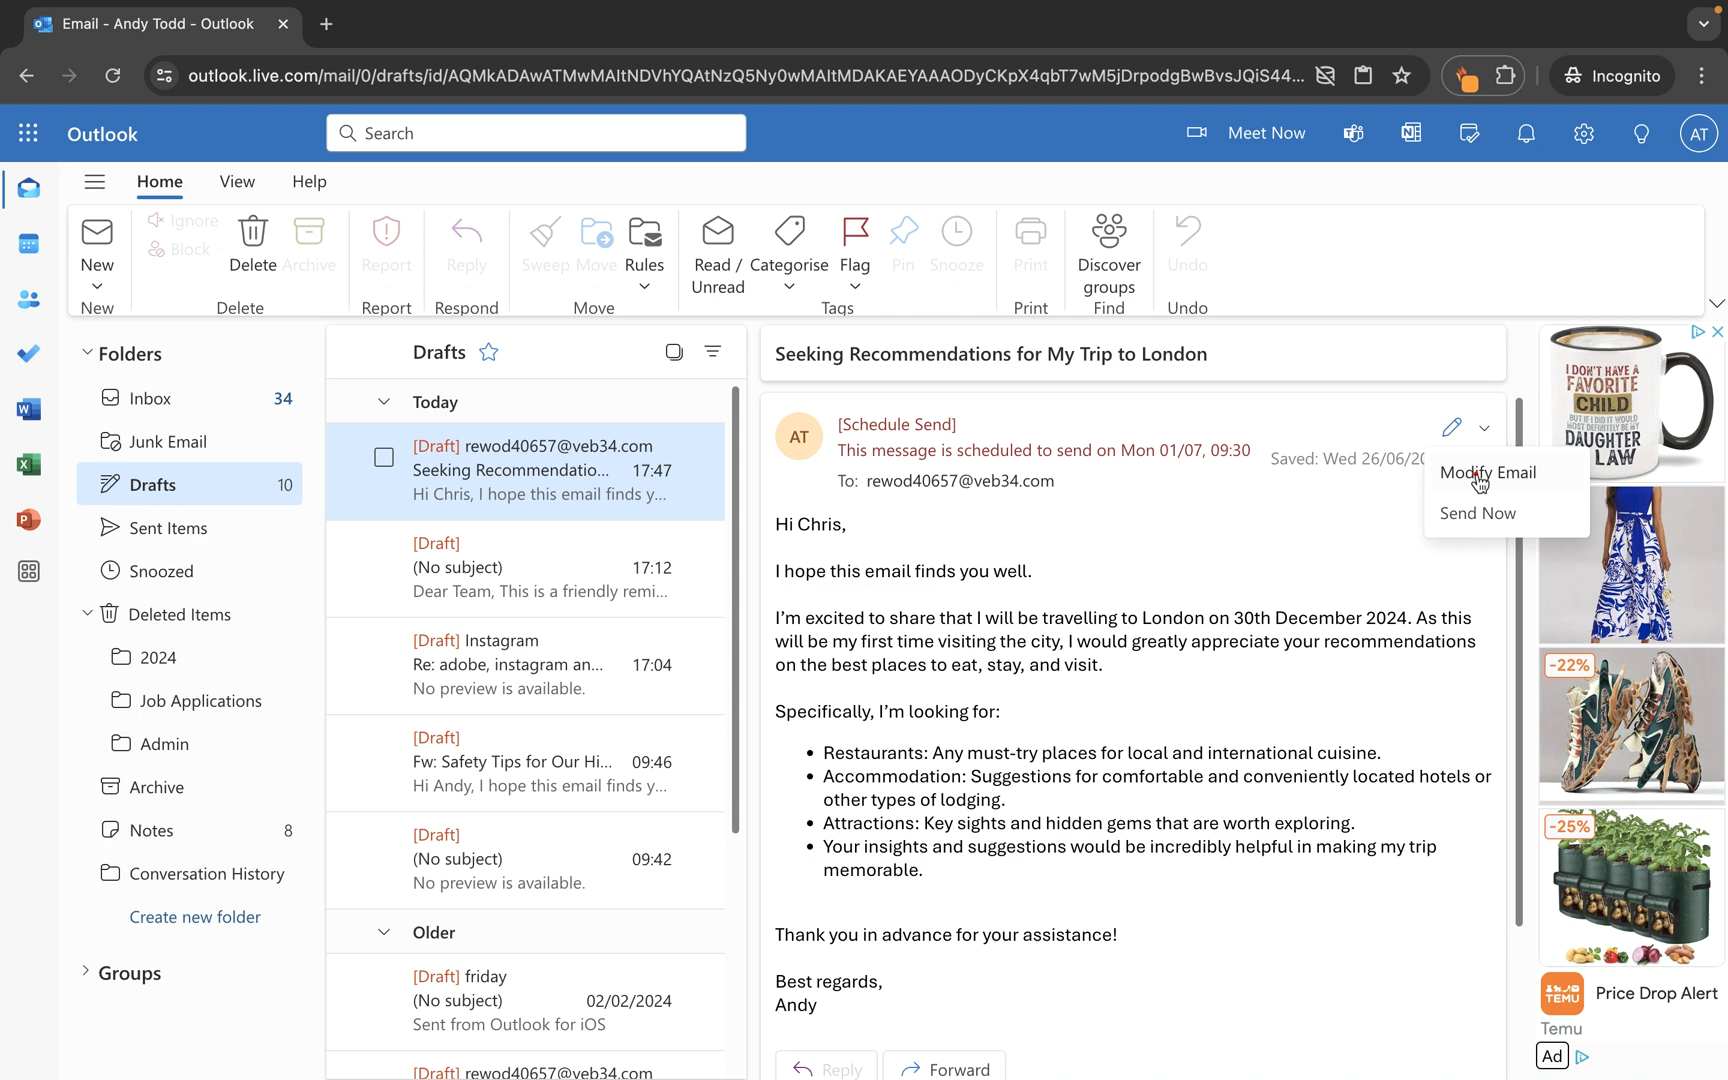 Email - Andy Todd - Outlook
outlook.live.com/mail/0/drafts/id/AQMkADAwATMwMAItNDVhYQAtNzQ5Ny0wMAItMDAKAEYAAAODyCKpX4qbT7wM5jDrpodgBwBvsJQiS44...
Incognito
Outlook
Search
Meet Now
AT
Home View Help
New
New
Ignore
Block
Delete
Archive
Delete
Report
Report
Reply
Respond
Sweep
Move
Rules
Move
Read / Unread
Categorise
Flag
Pin
Snooze
Tags
Print
Print
Discover groups
Find
Undo
Undo
Folders
Inbox 34
Junk Email
Drafts 10
Sent Items
Snoozed
Deleted Items
2024
Job Applications
Admin
Archive
Notes 8
Conversation History
Create new folder
Groups
Drafts
Today
[Draft] rewod40657@veb34.com
Seeking Recommendatio... 17:47
Hi Chris, I hope this email finds y...
[Draft]
(No subject) 17:12
Dear Team, This is a friendly remi...
[Draft] Instagram
Re: adobe, instagram an... 17:04
No preview is available.
[Draft]
Fw: Safety Tips for Our Hi... 09:46
Hi Andy, I hope this email finds y...
[Draft]
(No subject) 09:42
No preview is available.
Older
[Draft] friday
(No subject) 02/02/2024
Sent from Outlook for iOS
[Draft] rewod40657@veb34.com
Seeking Recommendations for My Trip to London
AT
[Schedule Send]
This message is scheduled to send on Mon 01/07, 09:30
Saved: Wed 26/06/20
To: rewod40657@veb34.com
Modify Email
Send Now
Hi Chris,
I hope this email finds you well.
I'm excited to share that I will be travelling to London on 30th December 2024. As this
will be my first time visiting the city, I would greatly appreciate your recommendations
on the best places to eat, stay, and visit.
Specifically, I'm looking for:
• Restaurants: Any must-try places for local and international cuisine.
• Accommodation: Suggestions for comfortable and conveniently located hotels or
other types of lodging.
• Attractions: Key sights and hidden gems that are worth exploring.
• Your insights and suggestions would be incredibly helpful in making my trip
memorable.
Thank you in advance for your assistance!
Best regards,
Andy
Reply
Forward
I DON'T HAVE A
FAVORITE
CHILD
DAUGHTER
LAW
-22%
-25%
TEMU
Price Drop Alert
Temu
Ad